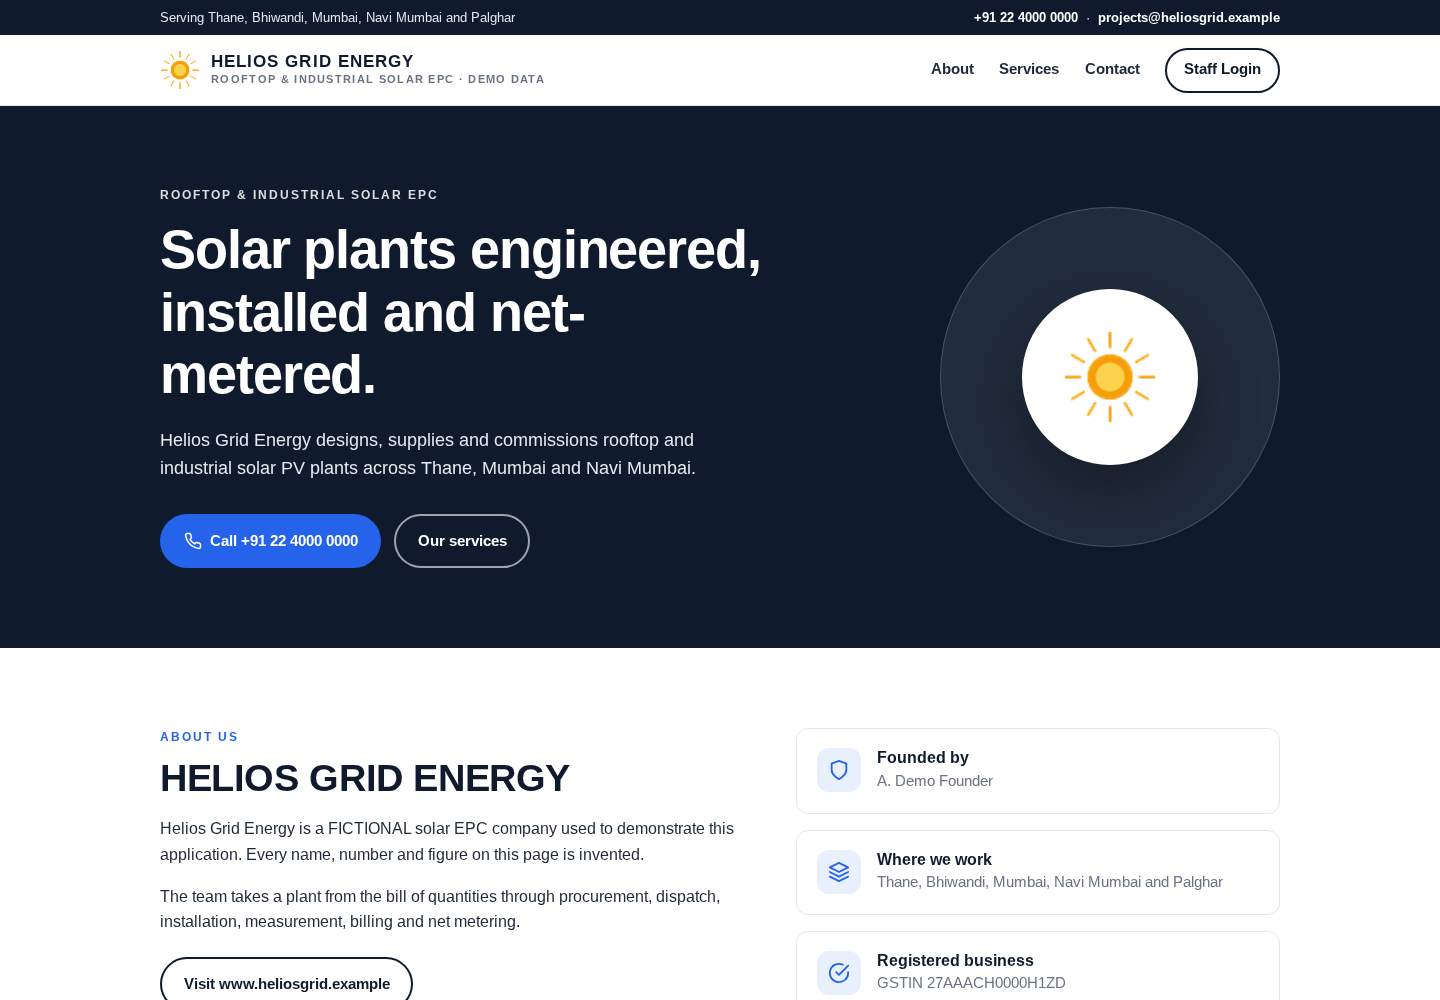 Serving Thane, Bhiwandi, Mumbai, Navi Mumbai and Palghar
+91 22 4000 0000 · projects@heliosgrid.example
HELIOS GRID ENERGY
ROOFTOP & INDUSTRIAL SOLAR EPC · DEMO DATA
About
Services
Contact
Staff Login
ROOFTOP & INDUSTRIAL SOLAR EPC
Solar plants engineered,
installed and net-
metered.
Helios Grid Energy designs, supplies and commissions rooftop and
industrial solar PV plants across Thane, Mumbai and Navi Mumbai.
Call +91 22 4000 0000
Our services
ABOUT US
HELIOS GRID ENERGY
Helios Grid Energy is a FICTIONAL solar EPC company used to demonstrate this
application. Every name, number and figure on this page is invented.
The team takes a plant from the bill of quantities through procurement, dispatch,
installation, measurement, billing and net metering.
Visit www.heliosgrid.example
Founded by
A. Demo Founder
Where we work
Thane, Bhiwandi, Mumbai, Navi Mumbai and Palghar
Registered business
GSTIN 27AAACH0000H1ZD